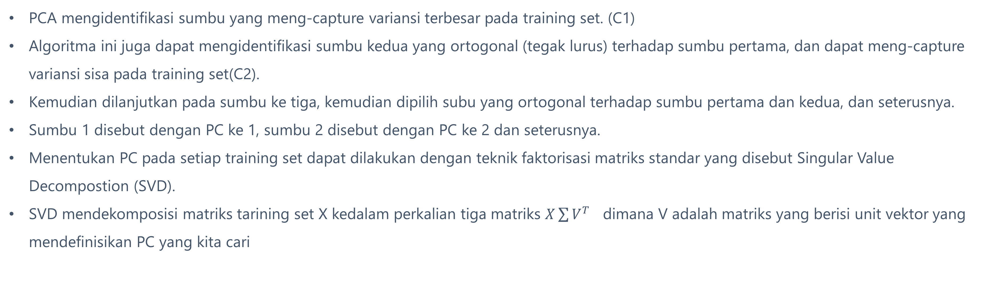 • PCA mengidentifikasi sumbu yang meng-capture variansi terbesar pada training set. (C1)
• Algoritma ini juga dapat mengidentifikasi sumbu kedua yang ortogonal (tegak lurus) terhadap sumbu pertama, dan dapat meng-capture
variansi sisa pada training set(C2).
• Kemudian dilanjutkan pada sumbu ke tiga, kemudian dipilih subu yang ortogonal terhadap sumbu pertama dan kedua, dan seterusnya.
• Sumbu 1 disebut dengan PC ke 1, sumbu 2 disebut dengan PC ke 2 dan seterusnya.
• Menentukan PC pada setiap training set dapat dilakukan dengan teknik faktorisasi matriks standar yang disebut Singular Value
Decompostion (SVD).
• SVD mendekomposisi matriks tarining set X kedalam perkalian tiga matriks $X \sum V^T$ dimana V adalah matriks yang berisi unit vektor yang
mendefinisikan PC yang kita cari